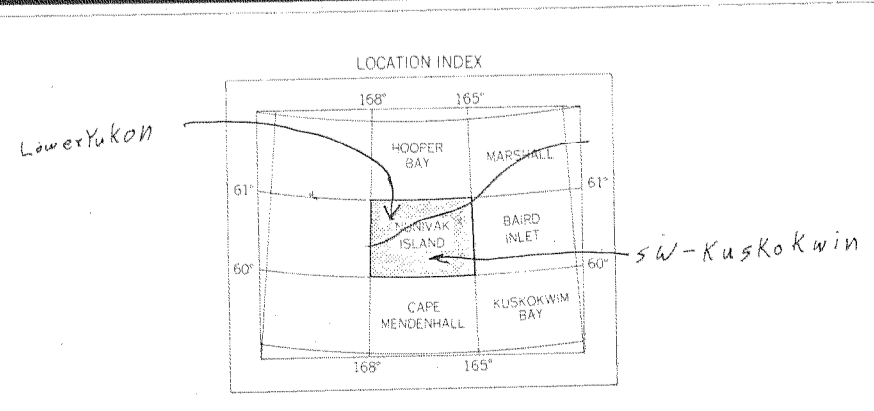 LOCATION INDEX
168° 165°
LowerYukon
HOOPER
BAY
MARSHALL
61° 61°
NUNIVAK
ISLAND
BAIRD
INLET
SW-KusKoKwin
60° 60°
CAPE
MENDENHALL
KUSKOKWIM
BAY
168° 165°